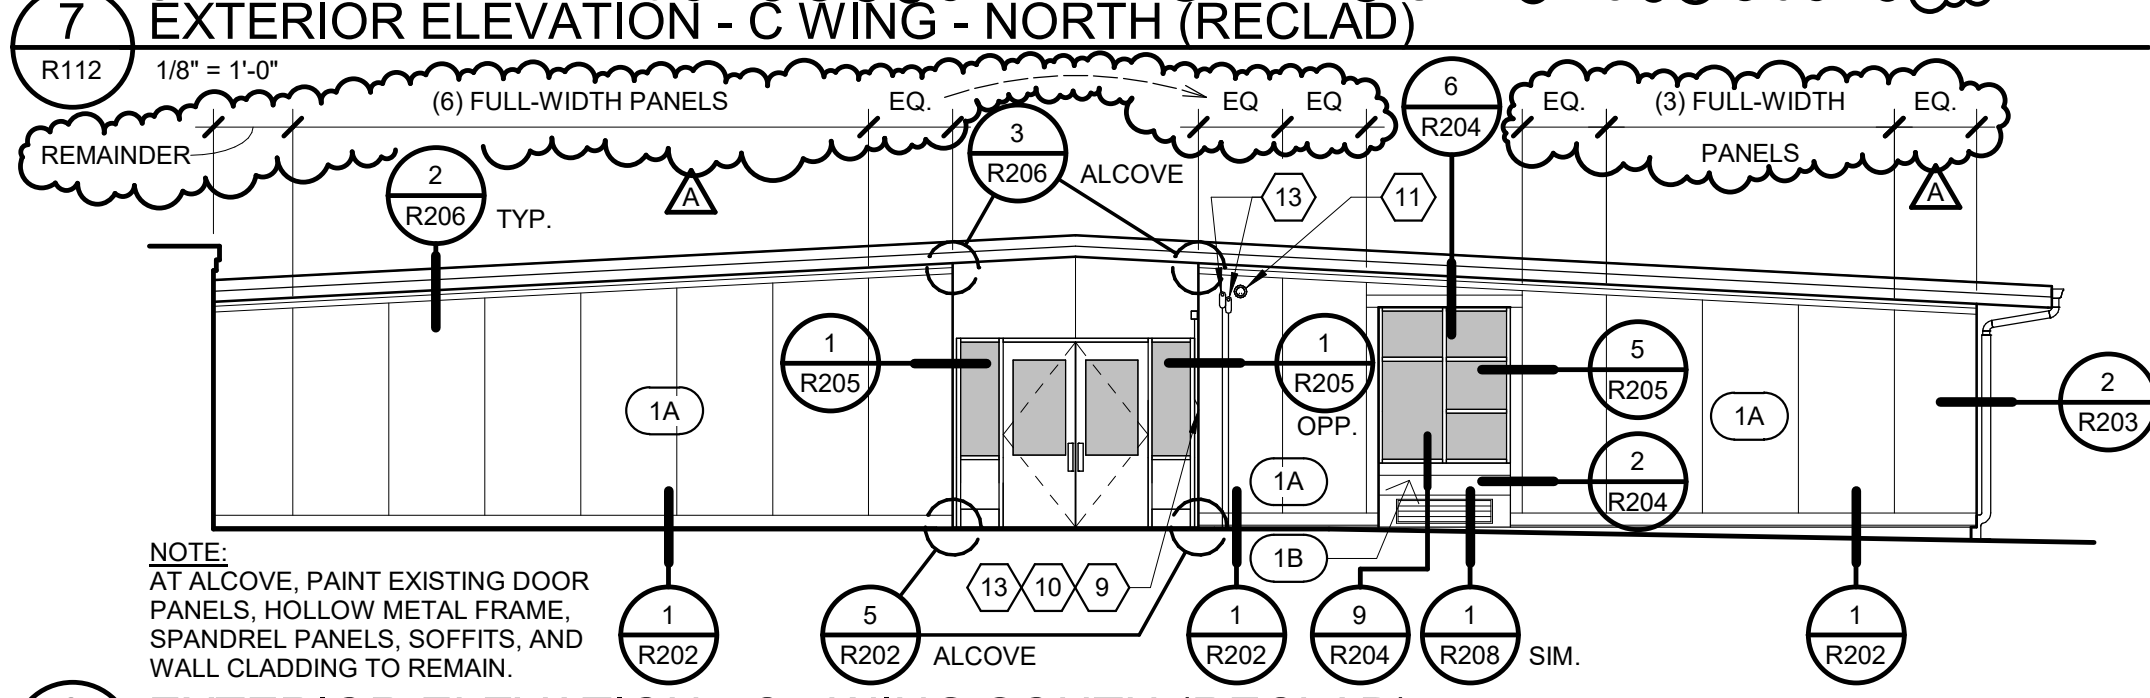 7
R112
EXTERIOR ELEVATION - C WING - NORTH (RECLAD)
1/8" = 1'-0"
REMAINDER
(6) FULL-WIDTH PANELS
EQ.
EQ
EQ
EQ.
(3) FULL-WIDTH
PANELS
EQ.
A
A
2
R206
TYP.
3
R206
ALCOVE
13
11
6
R204
1
R205
1
R205
OPP.
5
R205
2
R203
1A
1A
1A
2
R204
1B
NOTE:
AT ALCOVE, PAINT EXISTING DOOR
PANELS, HOLLOW METAL FRAME,
SPANDREL PANELS, SOFFITS, AND
WALL CLADDING TO REMAIN.
13
10
9
1
R202
5
R202
ALCOVE
1
R202
9
R204
1
R208
SIM.
1
R202